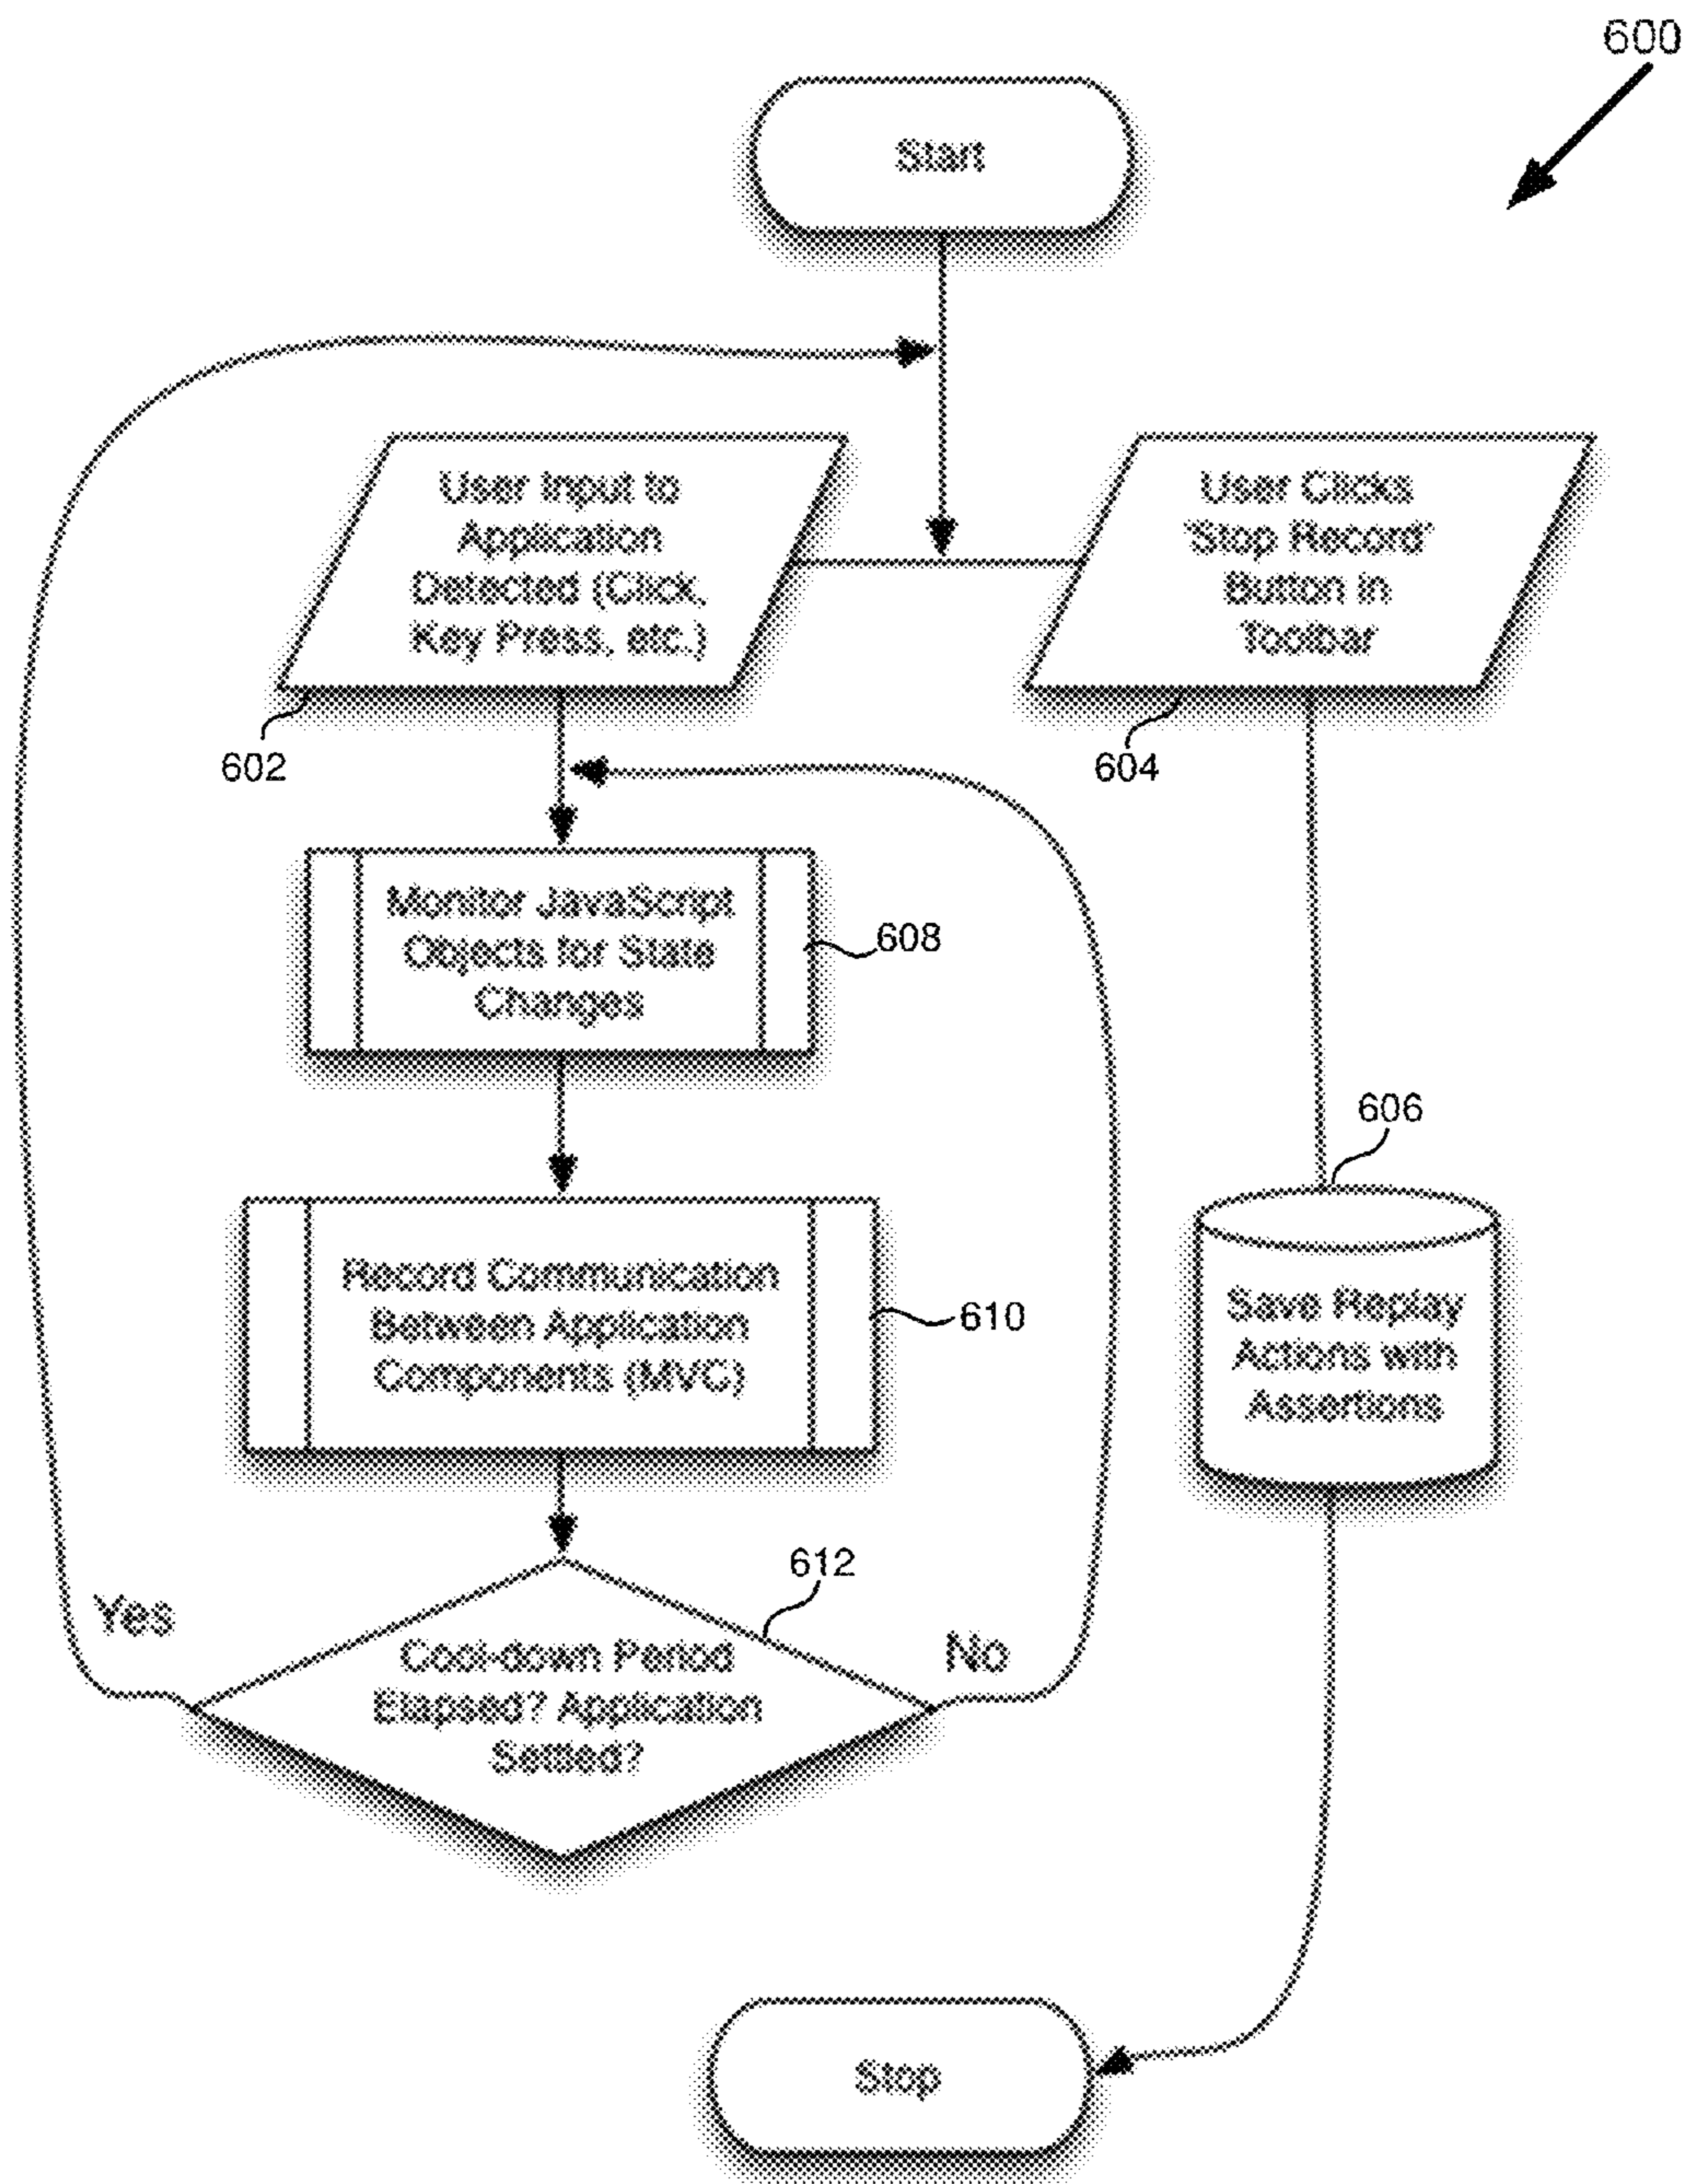 600
Start
User Input to
Application
Detected (Click,
Key Press, etc.)
602
User Clicks
'Stop Record'
Button in
Toolbar
604
Monitor JavaScript
Objects for State
Changes
608
Record Communication
Between Application
Components (MVC)
610
606
Save Replay
Actions with
Assertions
612
Yes
Cool-down Period
Elapsed? Application
Settled?
No
Stop